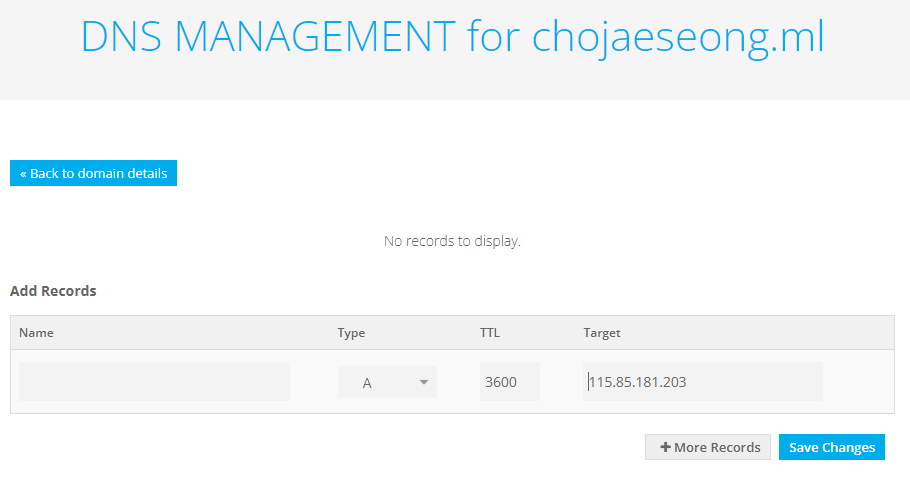 DNS MANAGEMENT for chojaeseong.ml
« Back to domain details
No records to display.
Add Records
Name Type TTL Target
A 3600 115.85.181.203
+ More Records Save Changes